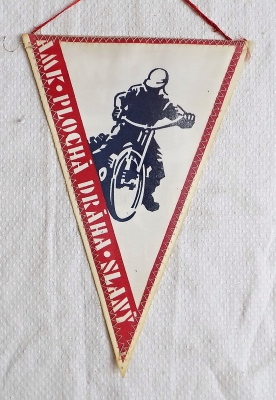 AMK • PLOCHÁ DRÁHA • SLANÝ